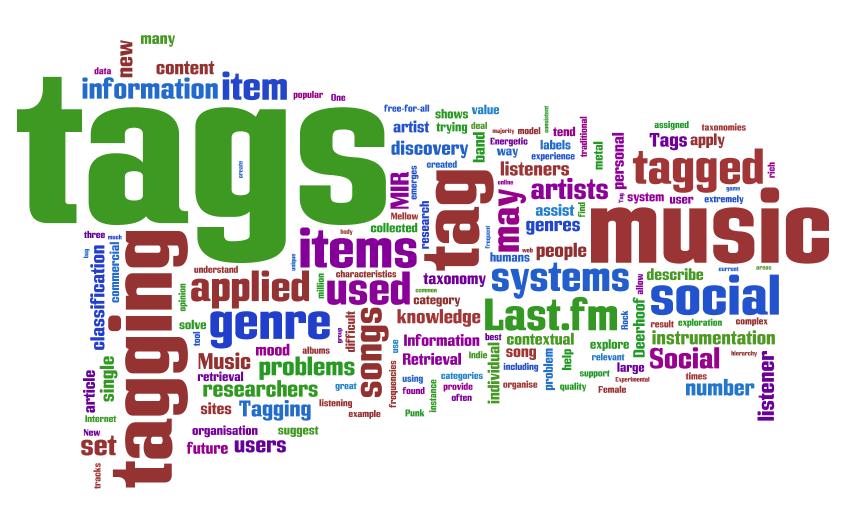 many
new
data
content
information
item
popular
One
tags
create
free-for-all
shows
value
artist
trying
deal
discovery
band
majority
model
consistent
Energetic
way
tend
labels
experience
traditional
metal
personal
assigned
taxonomies
Tags
apply
tagged
rich
game
created
listeners
MIR
emerges
tag
online
may
artists
Tag
system
user
extremely
Mellow
research
collected
assist
find
genres
music
frequent
humans
web
people
three
much
body
items
unique
big
classification
commercial
tagging
understand
characteristics
taxonomy
systems
current
areas
describe
allow
opinion
applied
million
used
common
category
social
solve
tool
genre
group
difficult
songs
knowledge
Last.fm
Rock
Deerhoof
result
exploration
complex
instrumentation
mood
albums
use
Information
best
contextual
explore
hierarchy
article
single
Music
retrieval
problems
Retrieval
Indie
song
including
problem
help
relevant
large
Social
listener
researchers
great
frequencies
using
categories
individual
organise
support
Experimental
times
number
found
provide
often
instance
quality
Female
Internet
sites
Tagging
listening
example
Punk
New
set
organisation
suggest
future
users
tracks